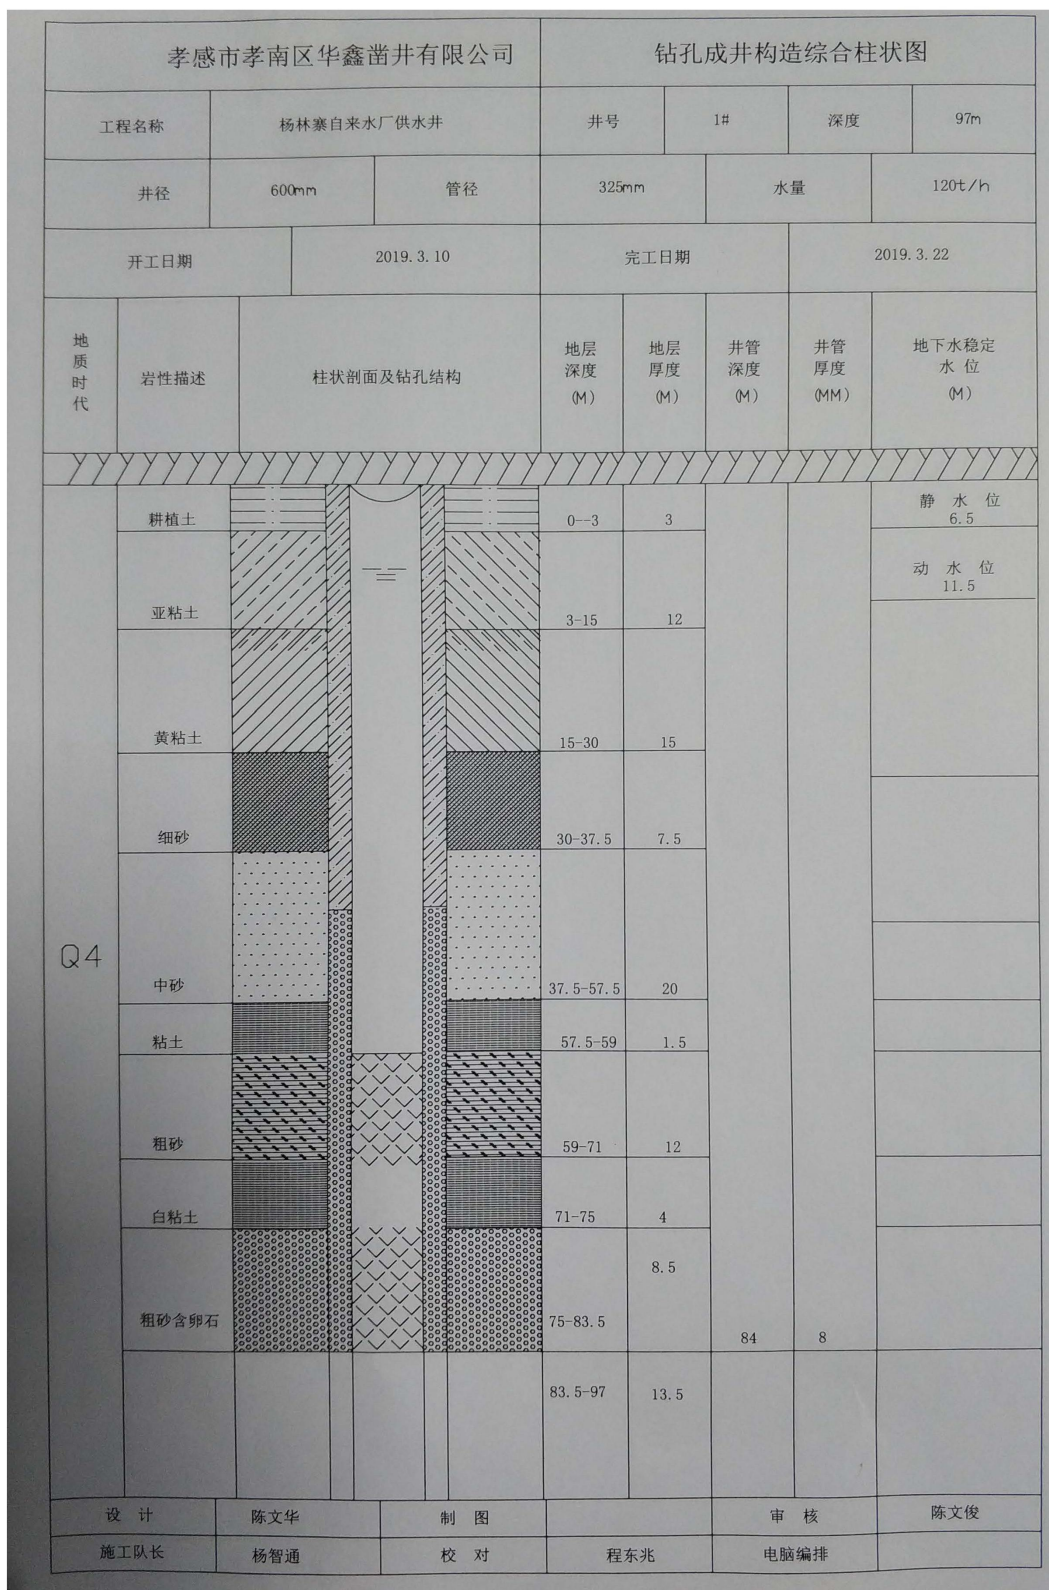 孝感市孝南区华鑫凿井有限公司
钻孔成井构造综合柱状图
工程名称
杨林寨自来水厂供水井
井号
1#
深度
97m
井径
600mm
管径
325mm
水量
120t/h
开工日期
2019.3.10
完工日期
2019.3.22
地质时代
岩性描述
柱状剖面及钻孔结构
地层
深度
(M)
地层
厚度
(M)
井管
深度
(M)
井管
厚度
(MM)
地下水稳定
水 位
(M)
Q4
静 水 位
6.5
耕植土
0--3
3
动 水 位
11.5
亚粘土
3-15
12
黄粘土
15-30
15
细砂
30-37.5
7.5
中砂
37.5-57.5
20
粘土
57.5-59
1.5
粗砂
59-71
12
白粘土
71-75
4
粗砂含卵石
75-83.5
8.5
84
8
83.5-97
13.5
设 计
陈文华
制 图
审 核
陈文俊
施工队长
杨智通
校 对
程东兆
电脑编排